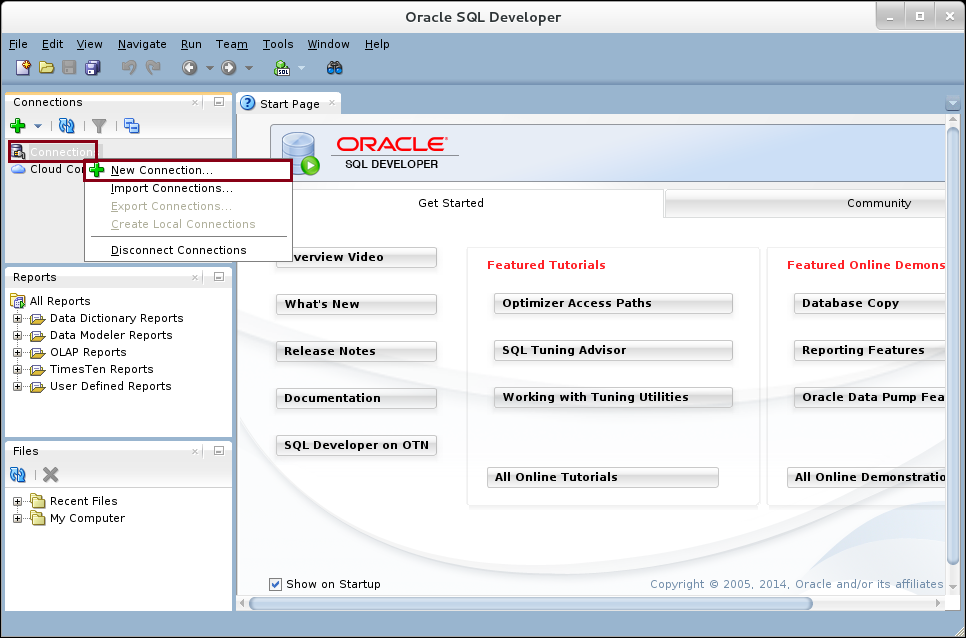 Oracle SQL Developer
File Edit View Navigate Run Team Tools Window Help
Connections
Connections
Cloud Co
New Connection...
Import Connections...
Export Connections...
Create Local Connections
Disconnect Connections
Reports
All Reports
Data Dictionary Reports
Data Modeler Reports
OLAP Reports
TimesTen Reports
User Defined Reports
Files
Recent Files
My Computer
Start Page
ORACLE®
SQL DEVELOPER
Get Started
Community
verview Video
What's New
Release Notes
Documentation
SQL Developer on OTN
Featured Tutorials
Optimizer Access Paths
SQL Tuning Advisor
Working with Tuning Utilities
All Online Tutorials
Featured Online Demons
Database Copy
Reporting Features
Oracle Data Pump Fea
All Online Demonstratio
Show on Startup
Copyright © 2005, 2014, Oracle and/or its affiliates